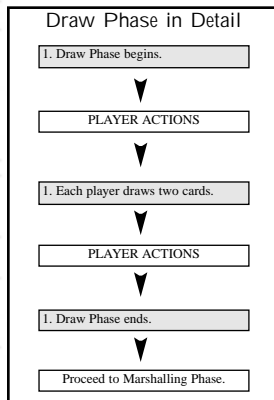 Draw Phase in Detail
1. Draw Phase begins.
PLAYER ACTIONS
1. Each player draws two cards.
PLAYER ACTIONS
1. Draw Phase ends.
Proceed to Marshalling Phase.